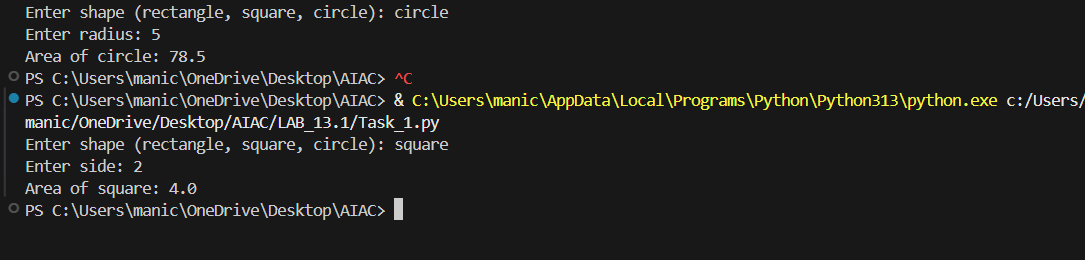 Enter shape (rectangle, square, circle): circle
Enter radius: 5
Area of circle: 78.5
PS C:\Users\manic\OneDrive\Desktop\AIAC> ^C
PS C:\Users\manic\OneDrive\Desktop\AIAC> & C:\Users\manic\AppData\Local\Programs\Python\Python313\python.exe c:/Users/
manic/OneDrive/Desktop/AIAC/LAB_13.1/Task_1.py
Enter shape (rectangle, square, circle): square
Enter side: 2
Area of square: 4.0
PS C:\Users\manic\OneDrive\Desktop\AIAC>